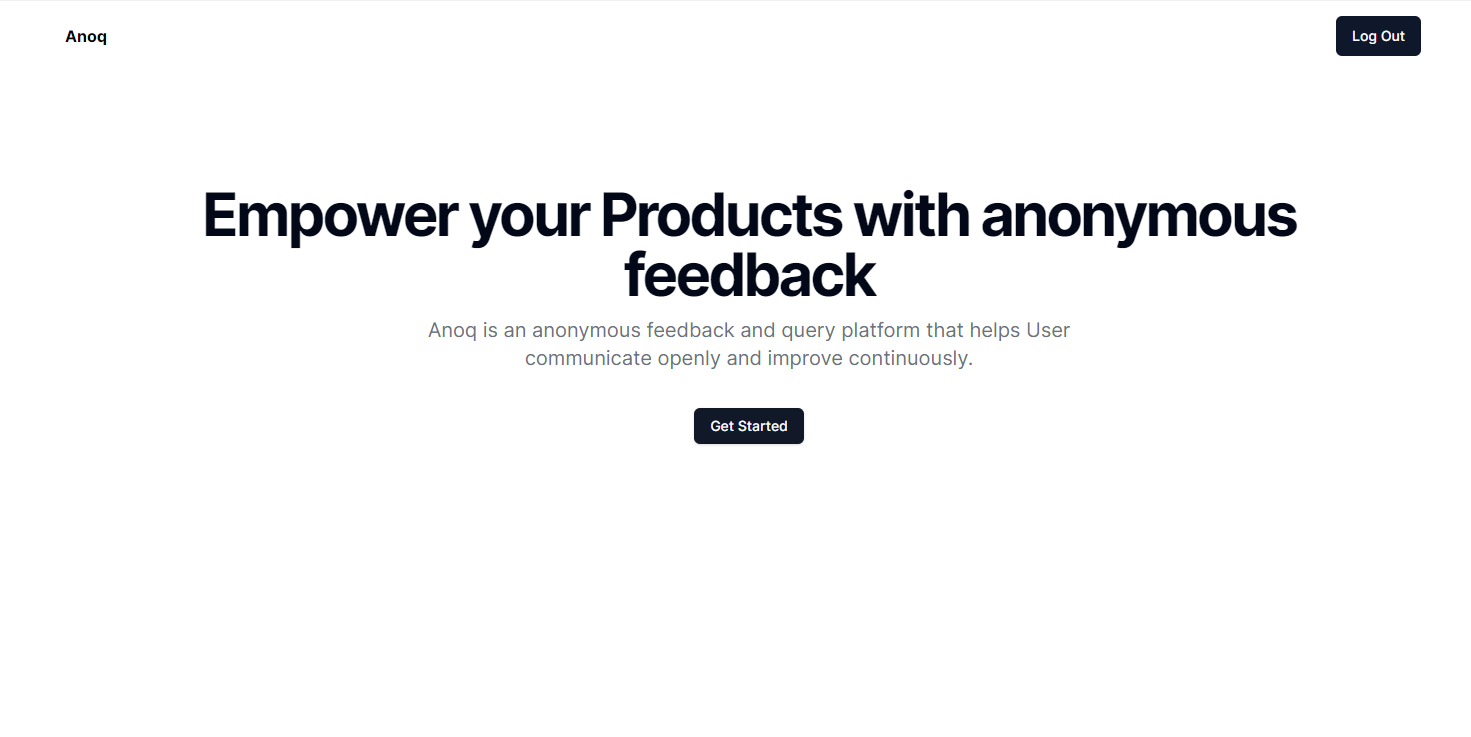 Anoq
Log Out
Empower your Products with anonymous
feedback
Anoq is an anonymous feedback and query platform that helps User
communicate openly and improve continuously.
Get Started